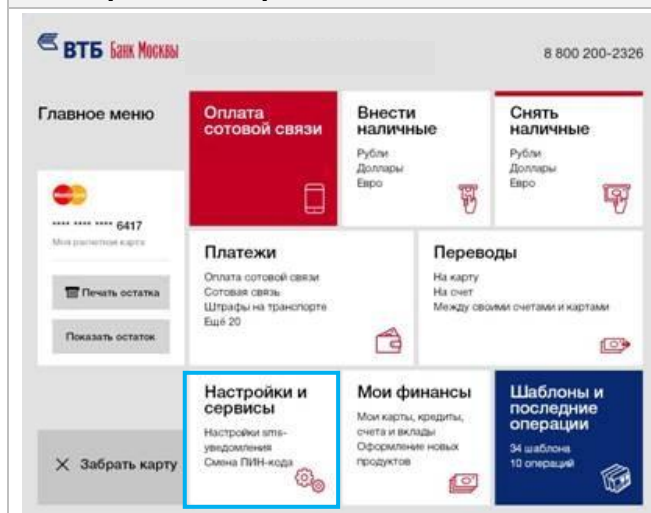 ВТБ Банк Москвы
8 800 200-2326
Главное меню
Оплата
сотовой связи
Внести
наличные
Рубли
Доллары
Евро
Снять
наличные
Рубли
Доллары
Евро
**** **** **** 6417
Моя расчетная карта
Печать остатка
Показать остаток
Платежи
Оплата сотовой связи
Сотовая связь
Штрафы на транспорте
Ещё 20
Переводы
На карту
На счет
Между своими счетами и картами
Настройки и
сервисы
Настройки sms-
уведомления
Смена ПИН-кода
Мои финансы
Мои карты, кредиты,
счета и вклады
Оформление новых
продуктов
Шаблоны и
последние
операции
34 шаблона
10 операций
Забрать карту